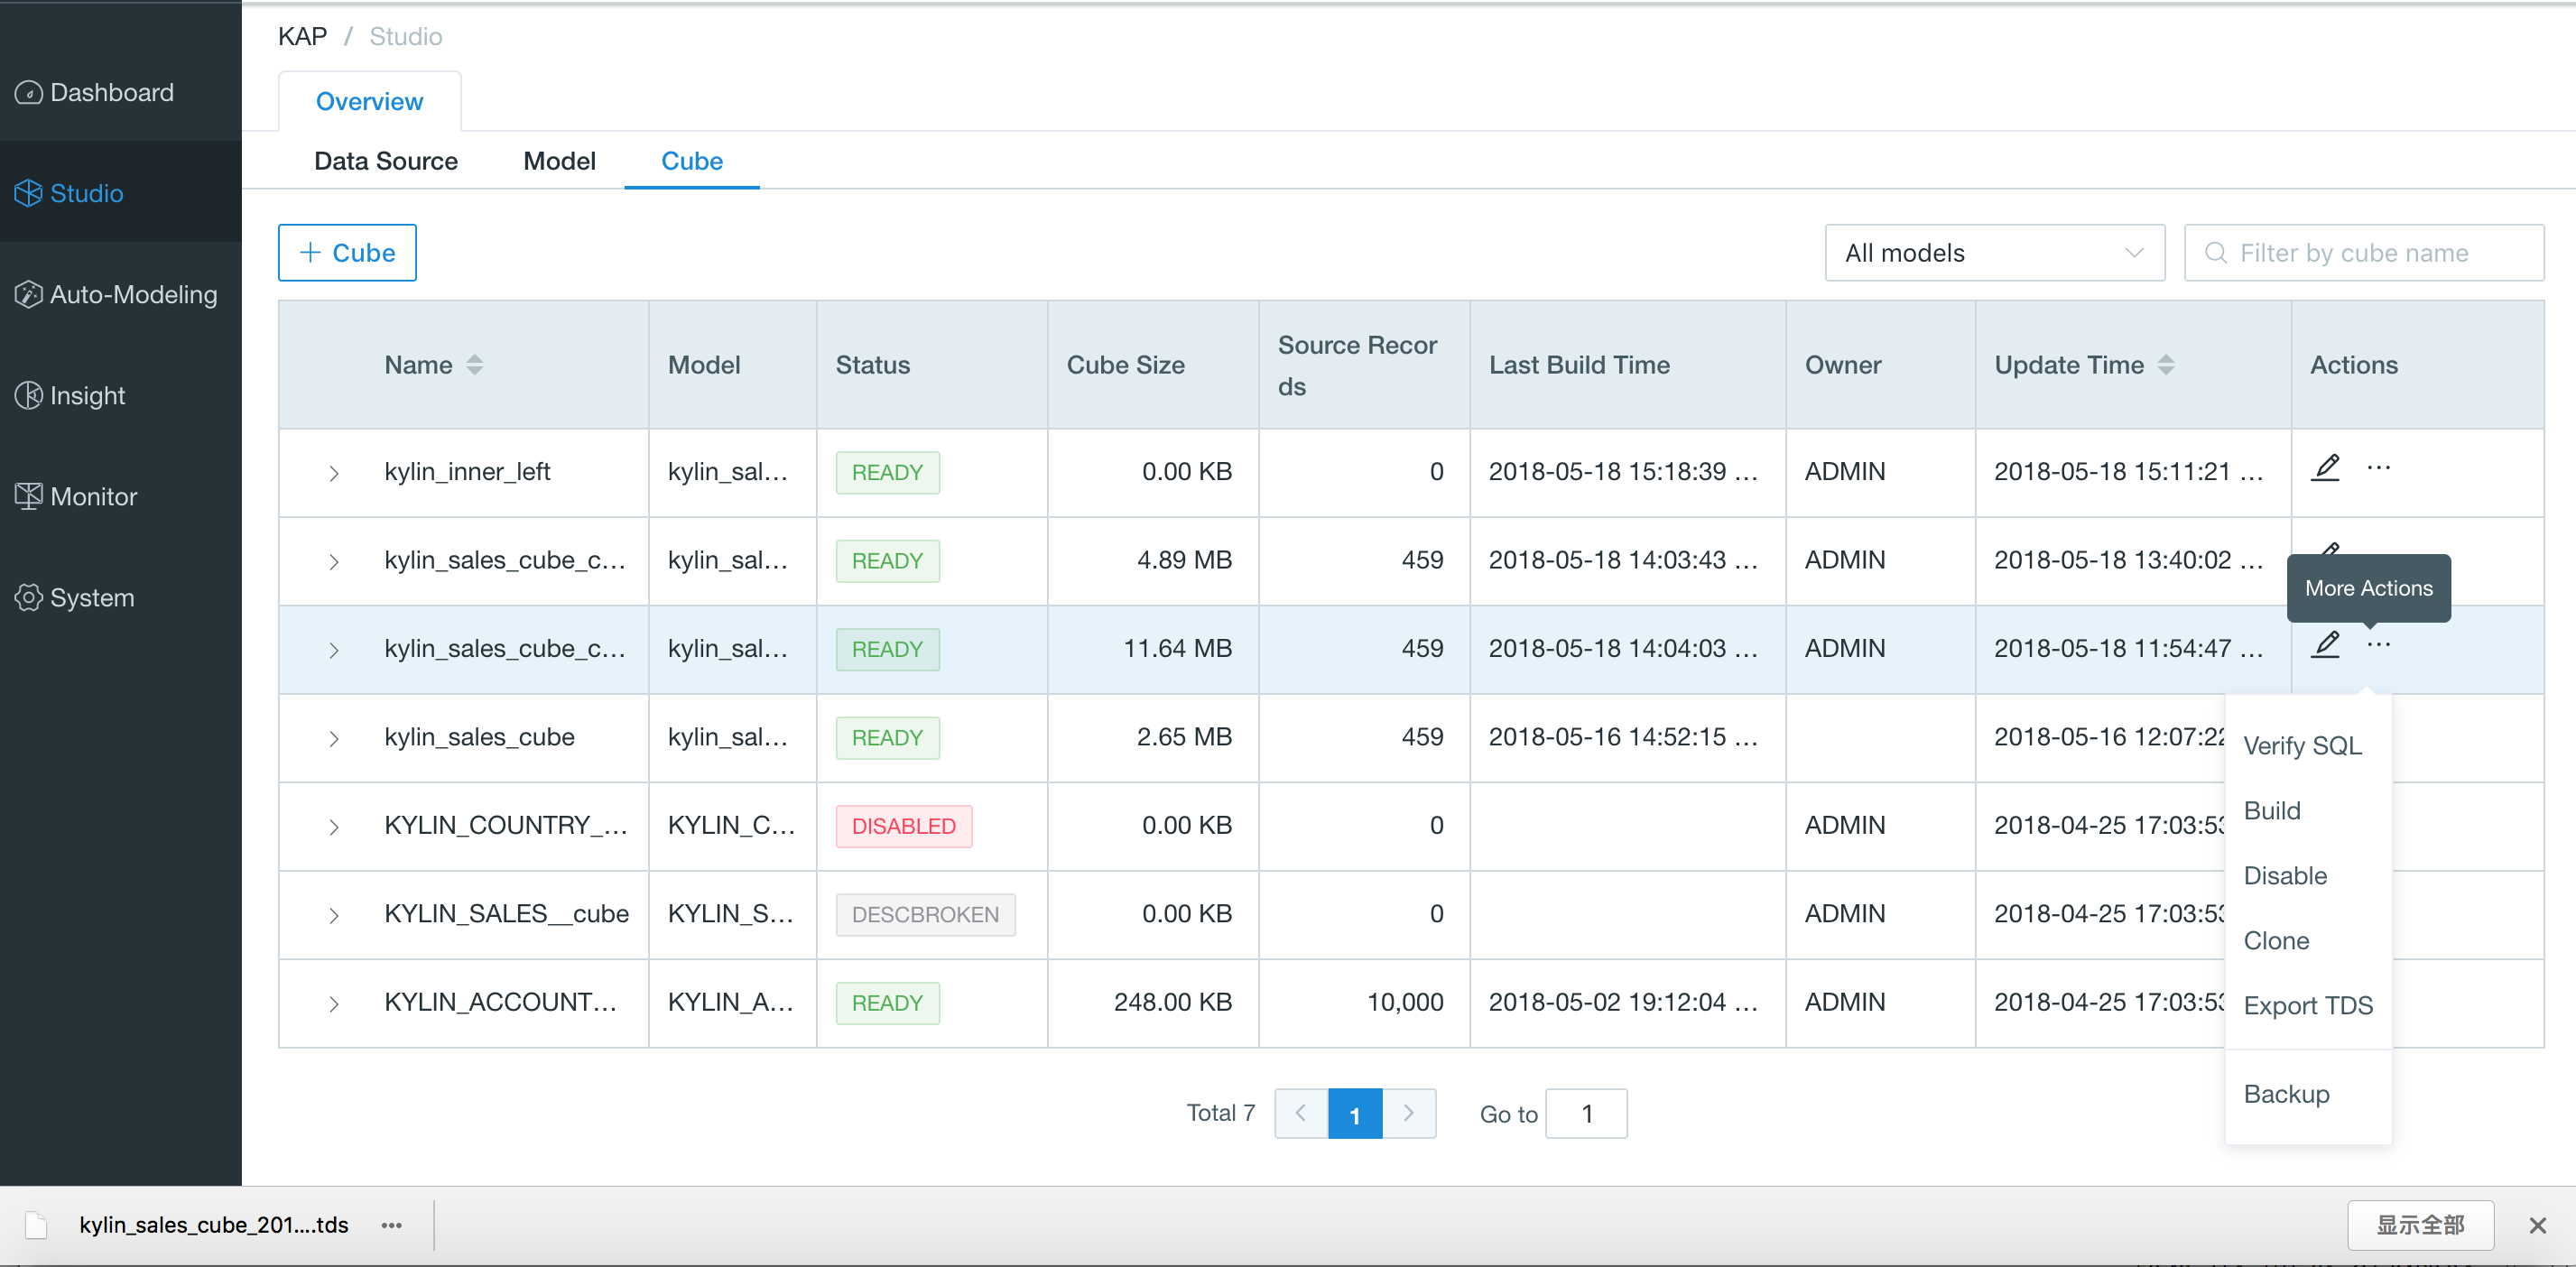 KAP / Studio
Dashboard
Studio
Auto-Modeling
Insight
Monitor
System
Overview
Data Source Model Cube
+ Cube
All models
Filter by cube name
Name Model Status Cube Size Source Recor
ds Last Build Time Owner Update Time Actions
kylin_inner_left kylin_sal... READY 0.00 KB 0 2018-05-18 15:18:39 ... ADMIN 2018-05-18 15:11:21 ... ...
kylin_sales_cube_c... kylin_sal... READY 4.89 MB 459 2018-05-18 14:03:43 ... ADMIN 2018-05-18 13:40:02 ...
More Actions
kylin_sales_cube_c... kylin_sal... READY 11.64 MB 459 2018-05-18 14:04:03 ... ADMIN 2018-05-18 11:54:47 ... ...
kylin_sales_cube kylin_sal... READY 2.65 MB 459 2018-05-16 14:52:15 ... 2018-05-16 12:07:22
KYLIN_COUNTRY_... KYLIN_C... DISABLED 0.00 KB 0 ADMIN 2018-04-25 17:03:53
KYLIN_SALES__cube KYLIN_S... DESCBROKEN 0.00 KB 0 ADMIN 2018-04-25 17:03:53
KYLIN_ACCOUNT... KYLIN_A... READY 248.00 KB 10,000 2018-05-02 19:12:04 ... ADMIN 2018-04-25 17:03:53
Verify SQL
Build
Disable
Clone
Export TDS
Backup
Total 7 < 1 > Go to 1
kylin_sales_cube_201....tds ...
显示全部